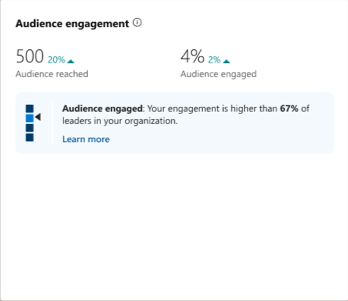 Audience engagement
500 20%
4% 2%
Audience reached
Audience engaged
Audience engaged: Your engagement is higher than 67% of
leaders in your organization.
Learn more